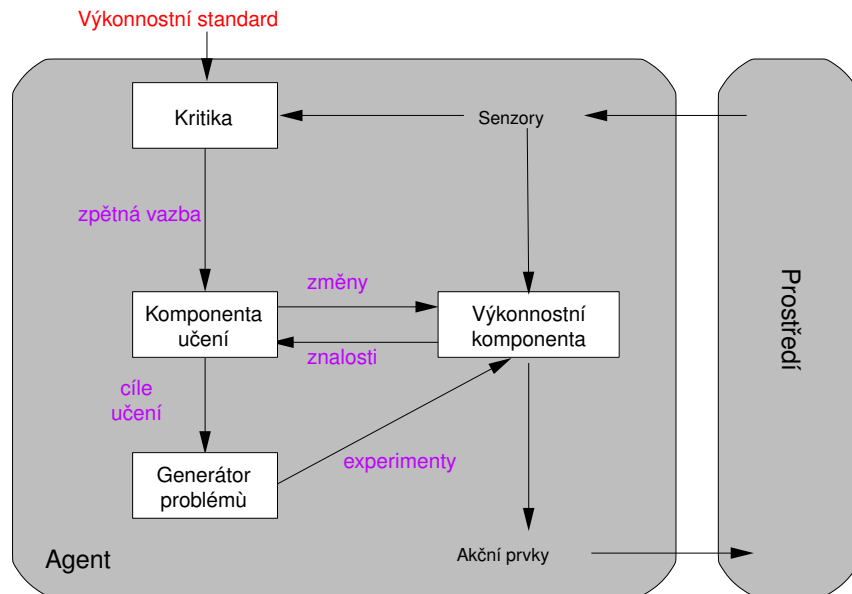 Výkonnostní standard
Kritika
Senzory
zpětná vazba
změny
Komponenta
učení
Výkonnostní
komponenta
znalosti
cíle
učení
experimenty
Generátor
problémù
Agent
Akční prvky
Prostředí